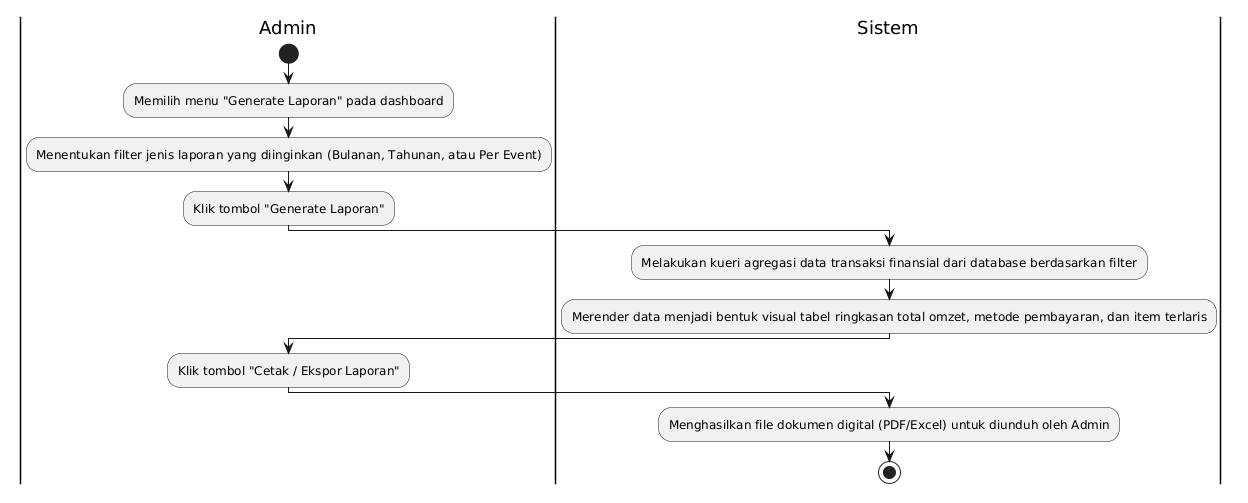 Admin
Sistem
Memilih menu "Generate Laporan" pada dashboard
Menentukan filter jenis laporan yang diinginkan (Bulanan, Tahunan, atau Per Event)
Klik tombol "Generate Laporan"
Melakukan kueri agregasi data transaksi finansial dari database berdasarkan filter
Merender data menjadi bentuk visual tabel ringkasan total omzet, metode pembayaran, dan item terlaris
Klik tombol "Cetak / Ekspor Laporan"
Menghasilkan file dokumen digital (PDF/Excel) untuk diunduh oleh Admin